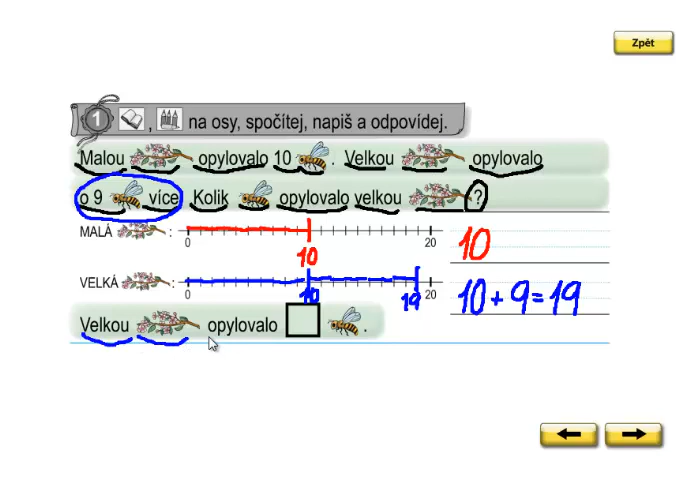 Zpět
1 , na osy, spočítej, napiš a odpovídej.
Malou opylovalo 10 . Velkou opylovalo
o 9 více Kolik opylovalo velkou ?
MALÁ : 0 20 10
10
VELKÁ : 0 10 19 20 10 + 9 = 19
Velkou opylovalo .